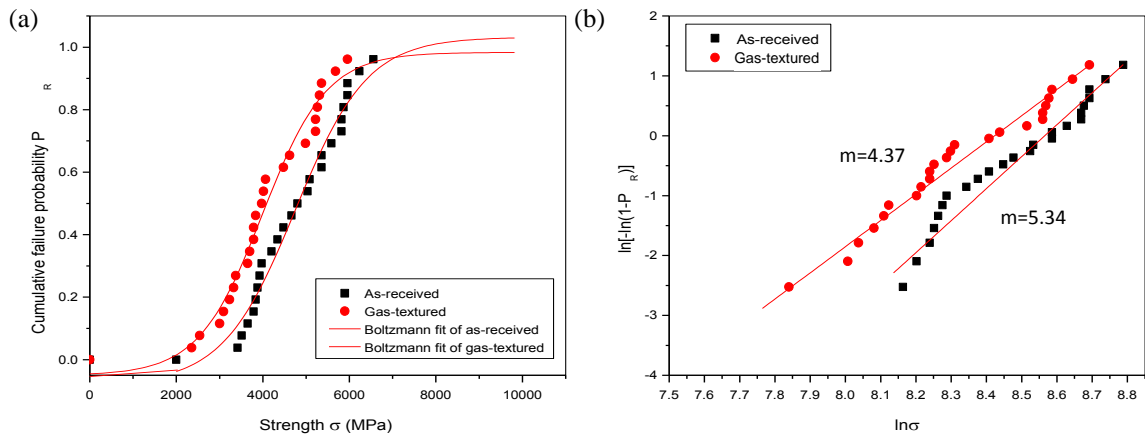 (a)
1.0
0.8
0.6
0.4
0.2
0.0
Cumulative failure probability P R
As-received
Gas-textured
Boltzmann fit of as-received
Boltzmann fit of gas-textured
0 2000 4000 6000 8000 10000
Strength σ (MPa)
(b)
2
1
0
-1
-2
-3
-4
ln[-ln(1-P R)]
As-received
Gas-textured
m=4.37
m=5.34
7.5 7.6 7.7 7.8 7.9 8.0 8.1 8.2 8.3 8.4 8.5 8.6 8.7 8.8
lnσ